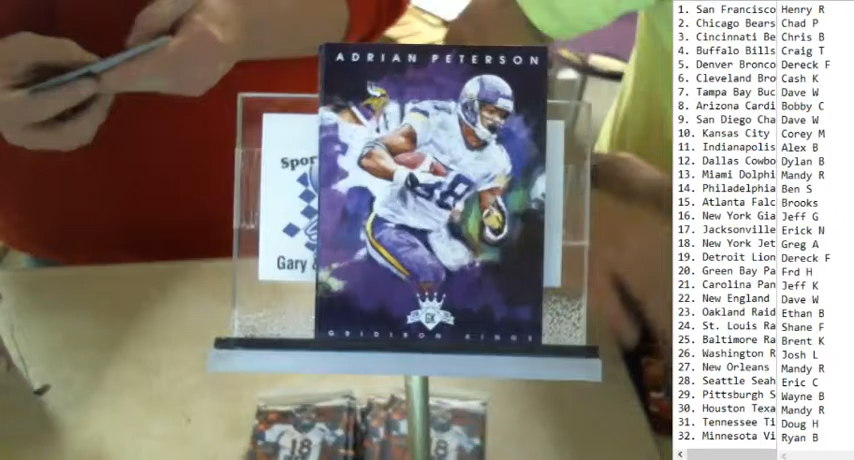 ADRIAN PETERSON
28
Spor
Gary &
GK
GRIDIRON KINGS
18
8
1. San Francisco Henry R
2. Chicago Bears Chad P
3. Cincinnati Be Chris B
4. Buffalo Bills Craig T
5. Denver Bronco Dereck F
6. Cleveland Bro Cash K
7. Tampa Bay Buc Dave W
8. Arizona Cardi Bobby C
9. San Diego Cha Dave W
10. Kansas City Corey M
11. Indianapolis Alex B
12. Dallas Cowbo Dylan B
13. Miami Dolphi Mandy R
14. Philadelphia Ben S
15. Atlanta Falc Brooks
16. New York Gia Jeff G
17. Jacksonville Erick N
18. New York Jet Greg A
19. Detroit Lion Dereck F
20. Green Bay Pa Frd H
21. Carolina Pan Jeff K
22. New England Dave W
23. Oakland Raid Ethan B
24. St. Louis Ra Shane F
25. Baltimore Ra Brent K
26. Washington R Josh L
27. New Orleans Mandy R
28. Seattle Seah Eric C
29. Pittsburgh S Wayne B
30. Houston Texa Mandy R
31. Tennessee Ti Doug H
32. Minnesota Vi Ryan B